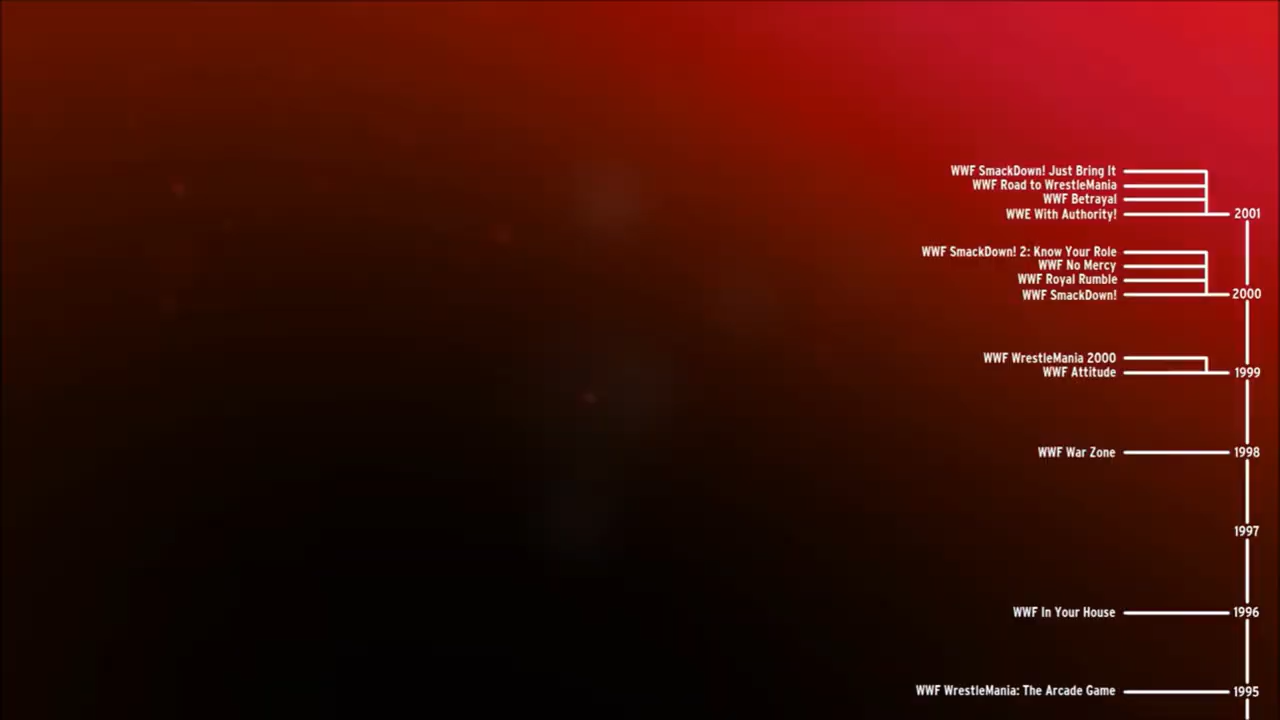 WWF SmackDown! Just Bring It
WWF Road to WrestleMania
WWF Betrayal
WWE With Authority!
2001
WWF SmackDown! 2: Know Your Role
WWF No Mercy
WWF Royal Rumble
WWF SmackDown!
2000
WWF WrestleMania 2000
WWF Attitude
1999
WWF War Zone
1998
1997
WWF In Your House
1996
WWF WrestleMania: The Arcade Game
1995